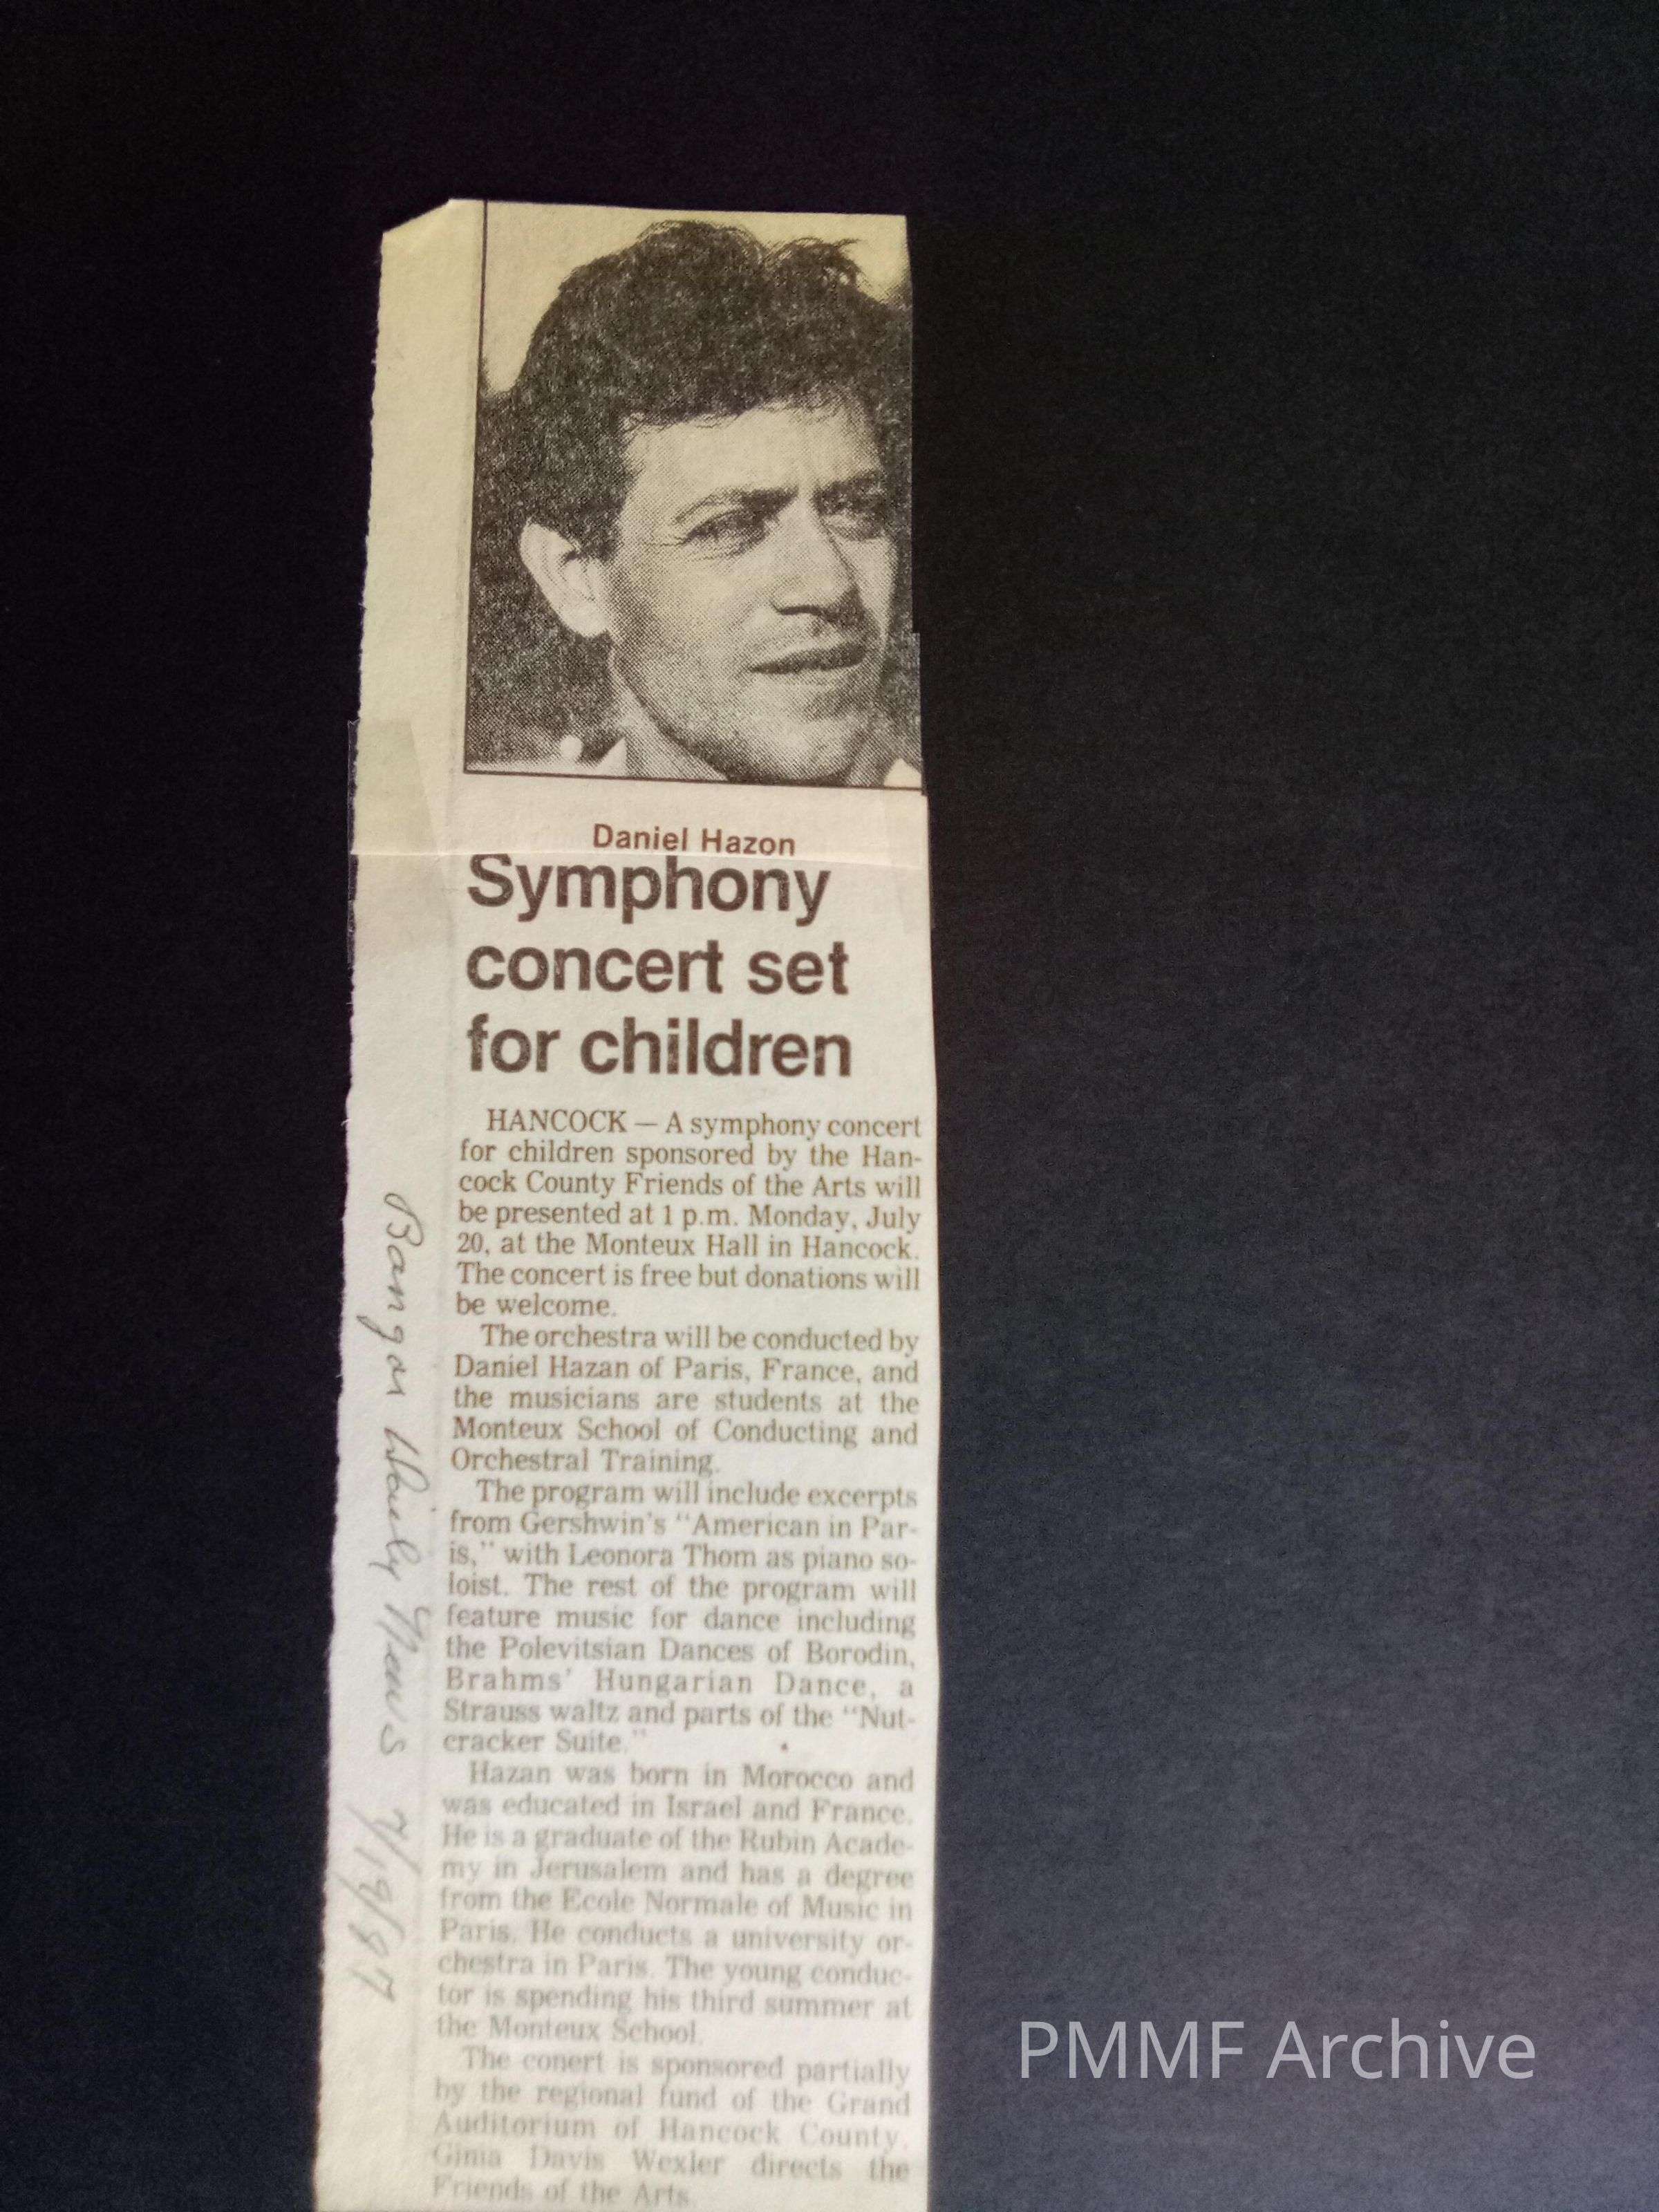 Daniel Hazon
Symphony
concert set
for children
HANCOCK — A symphony concert
for children sponsored by the Han-
cock County Friends of the Arts will
be presented at 1 p.m. Monday, July
20, at the Monteux Hall in Hancock.
The concert is free but donations will
be welcome.
The orchestra will be conducted by
Daniel Hazan of Paris, France, and
the musicians are students at the
Monteux School of Conducting and
Orchestral Training.
The program will include excerpts
from Gershwin's "American in Par-
is," with Leonora Thom as piano so-
loist. The rest of the program will
feature music for dance including
the Polevitsian Dances of Borodin,
Brahms' Hungarian Dance, a
Strauss waltz and parts of the "Nut-
cracker Suite."
Hazan was born in Morocco and
was educated in Israel and France.
He is a graduate of the Rubin Acade-
my in Jerusalem and has a degree
from the Ecole Normale of Music in
Paris. He conducts a university or-
chestra in Paris. The young conduc-
tor is spending his third summer at
the Monteux School.
The conert is sponsored partially
by the regional fund of the Grand
Auditorium of Hancock County.
Ginia Davis Wexler directs the
Friends of the Arts.
Bangor Daily News 7/19/87
PMMF Archive